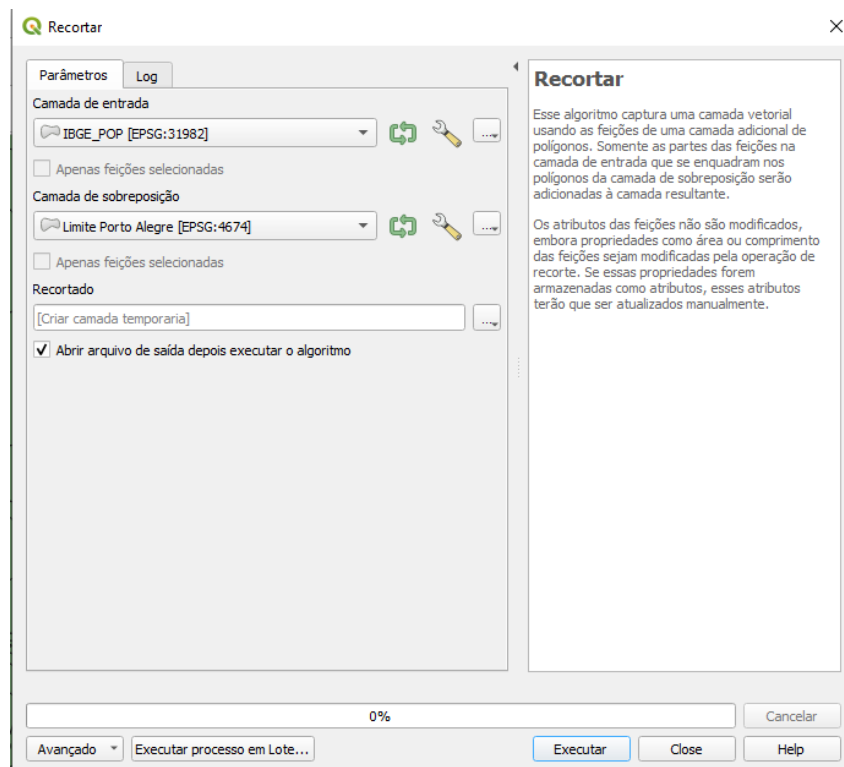 Recortar
Parâmetros
Log
Camada de entrada
IBGE_POP [EPSG:31982]
...
Apenas feições selecionadas
Camada de sobreposição
Limite Porto Alegre [EPSG:4674]
...
Apenas feições selecionadas
Recortado
[Criar camada temporaria]
...
Abrir arquivo de saída depois executar o algoritmo
Recortar
Esse algoritmo captura uma camada vetorial
usando as feições de uma camada adicional de
polígonos. Somente as partes das feições na
camada de entrada que se enquadram nos
polígonos da camada de sobreposição serão
adicionadas à camada resultante.
Os atributos das feições não são modificados,
embora propriedades como área ou comprimento
das feições sejam modificadas pela operação de
recorte. Se essas propriedades forem
armazenadas como atributos, esses atributos
terão que ser atualizados manualmente.
0%
Cancelar
Avançado
Executar processo em Lote...
Executar
Close
Help